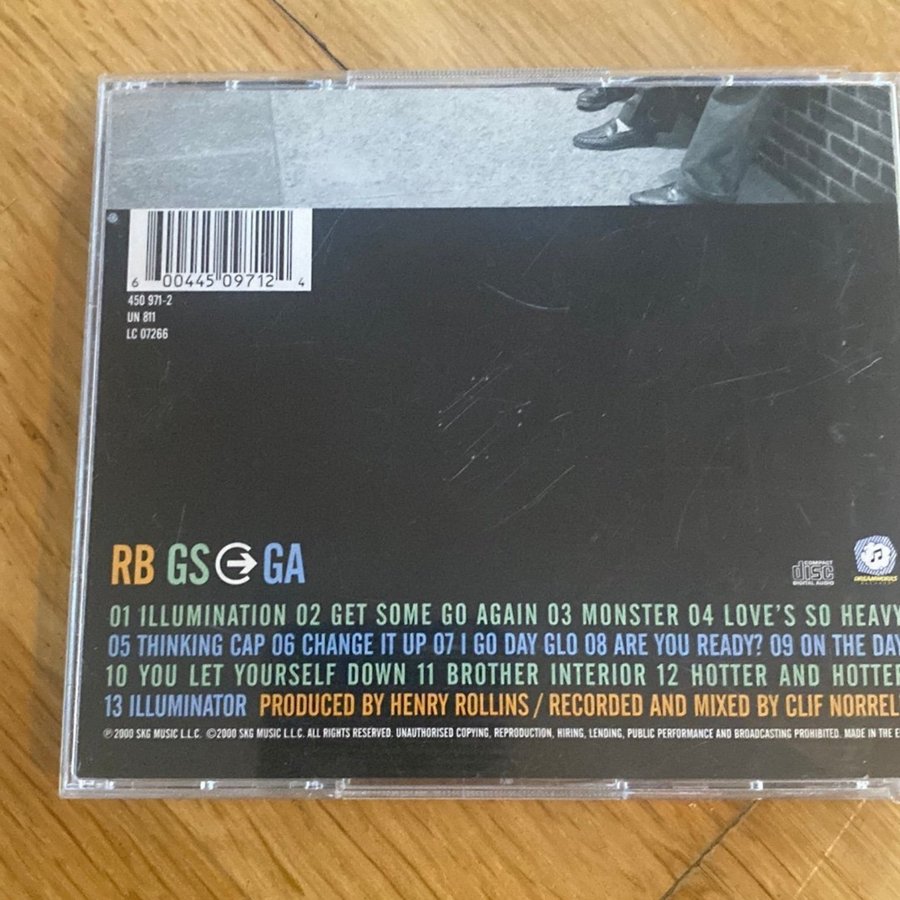 6 00445 09712 4
450 971-2
UN 811
LC 07266
RB GS GA
COMPACT
disc
DIGITAL AUDIO
DREAMWORKS
RECORDS
01 1LLUMINATION 02 GET SOME GO AGAIN 03 MONSTER 04 LOVE'S SO HEAVY
05 THINKING CAP 06 CHANGE IT UP 07 I GO DAY GLO 08 ARE YOU READY? 09 ON THE DAY
10 YOU LET YOURSELF DOWN 11 BROTHER INTERIOR 12 HOTTER AND HOTTER
13 ILLUMINATOR PRODUCED BY HENRY ROLLINS / RECORDED AND MIXED BY CLIF NORREL
℗ 2000 SKG MUSIC L.L.C. ©2000 SKG MUSIC L.L.C. ALL RIGHTS RESERVED. UNAUTHORISED COPYING, REPRODUCTION, HIRING, LENDING, PUBLIC PERFORMANCE AND BROADCASTING PROHIBITED. MADE IN THE E